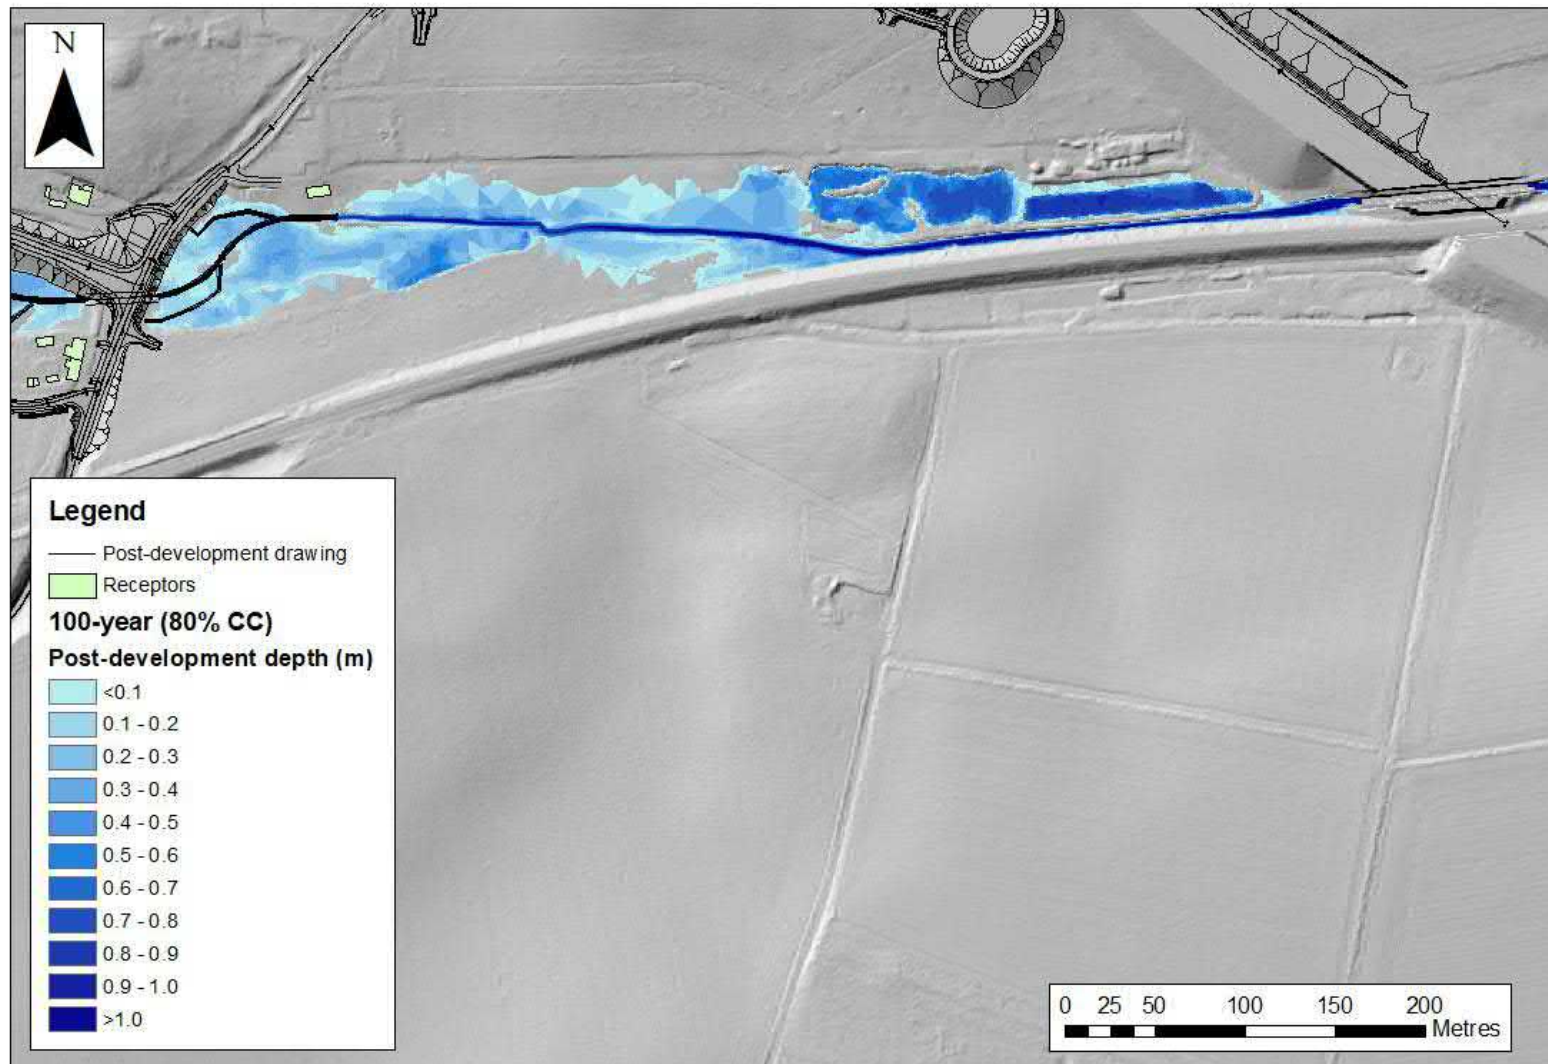 N
Legend
Post-development drawing
Receptors
100-year (80% CC)
Post-development depth (m)
<0.1
0.1 - 0.2
0.2 - 0.3
0.3 - 0.4
0.4 - 0.5
0.5 - 0.6
0.6 - 0.7
0.7 - 0.8
0.8 - 0.9
0.9 - 1.0
>1.0
0 25 50 100 150 200
Metres